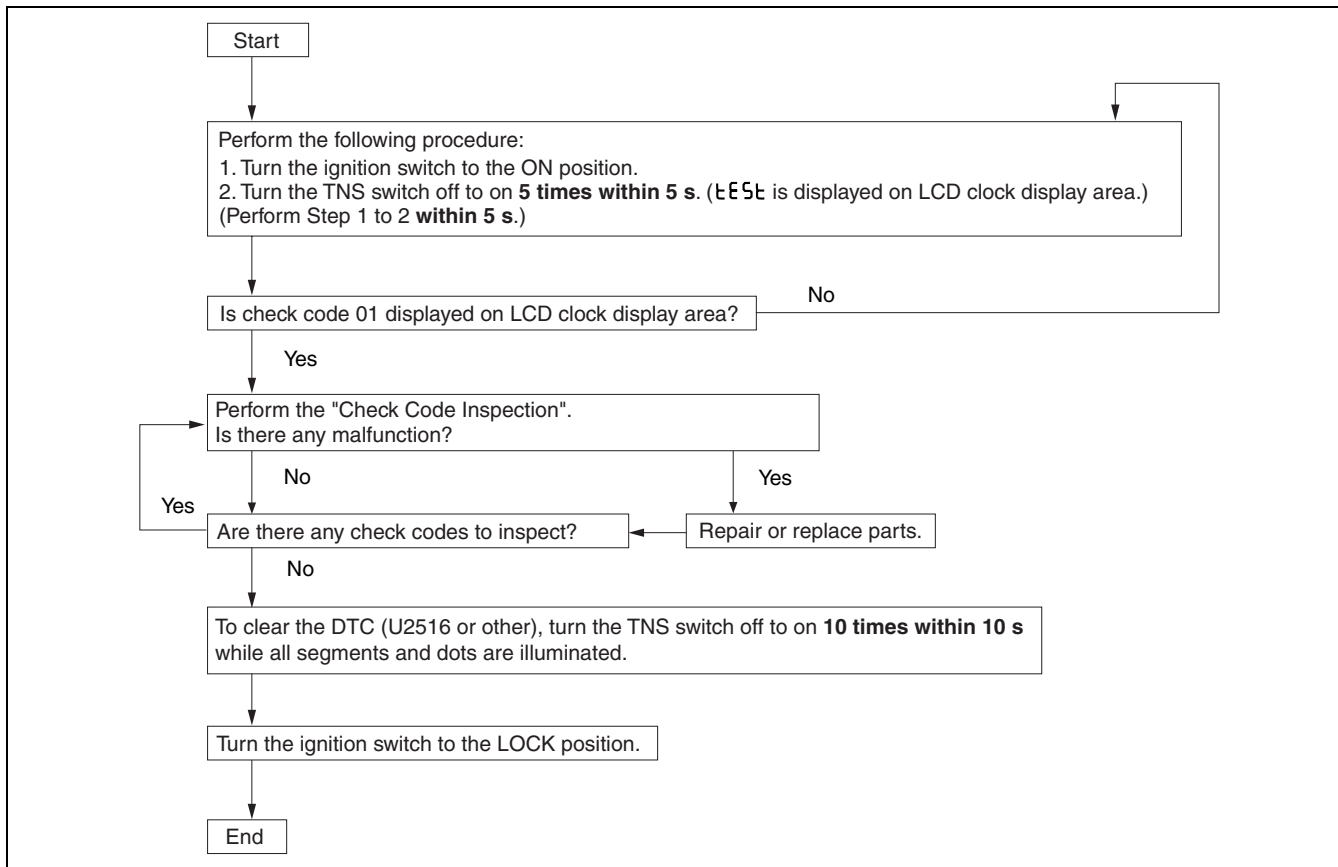 Start
Perform the following procedure:
1. Turn the ignition switch to the ON position.
2. Turn the TNS switch off to on 5 times within 5 s. (tESt is displayed on LCD clock display area.)
(Perform Step 1 to 2 within 5 s.)
No
Is check code 01 displayed on LCD clock display area?
Yes
Perform the "Check Code Inspection".
Is there any malfunction?
No
Yes
Yes
Are there any check codes to inspect?
Repair or replace parts.
No
To clear the DTC (U2516 or other), turn the TNS switch off to on 10 times within 10 s
while all segments and dots are illuminated.
Turn the ignition switch to the LOCK position.
End